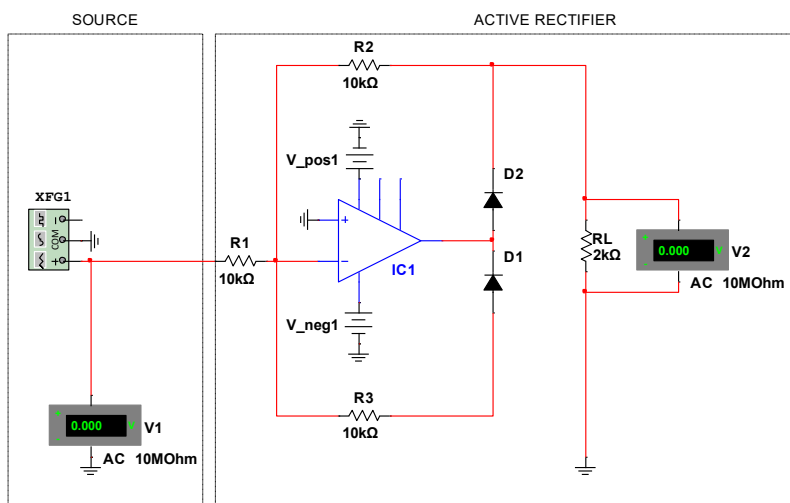 SOURCE
ACTIVE RECTIFIER
R2
10kΩ
V_pos1
D2
XFG1
COM
+
R1
10kΩ
+
−
IC1
D1
RL
2kΩ
+
0.000 V
-
V2
AC 10MOhm
V_neg1
R3
10kΩ
+
0.000 V
-
V1
AC 10MOhm